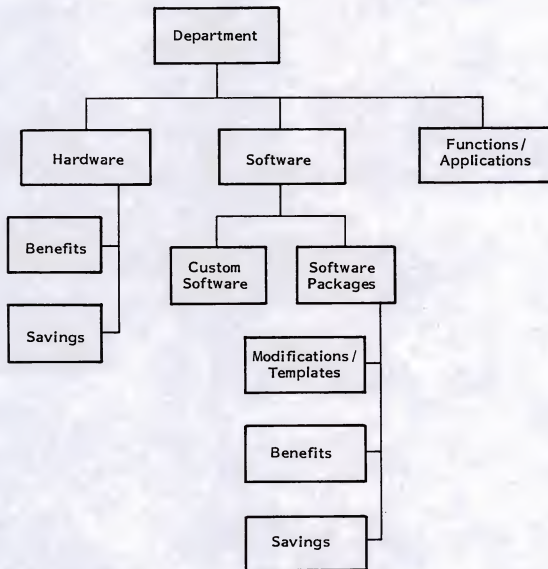 Department
Hardware
Software
Functions/
Applications
Benefits
Savings
Custom
Software
Software
Packages
Modifications/
Templates
Benefits
Savings